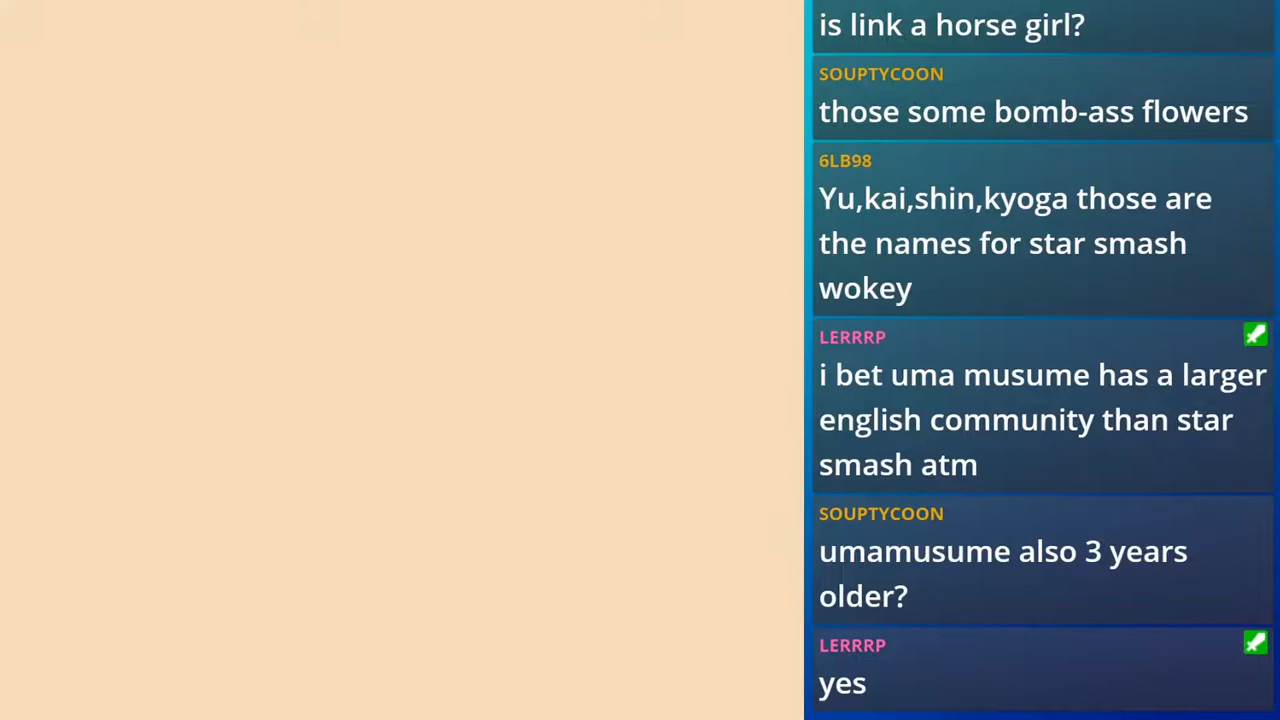 is link a horse girl?
SOUPTYCOON
those some bomb-ass flowers
6LB98
Yu,kai,shin,kyoga those are
the names for star smash
wokey
LERRRP
i bet uma musume has a larger
english community than star
smash atm
SOUPTYCOON
umamusume also 3 years
older?
LERRRP
yes